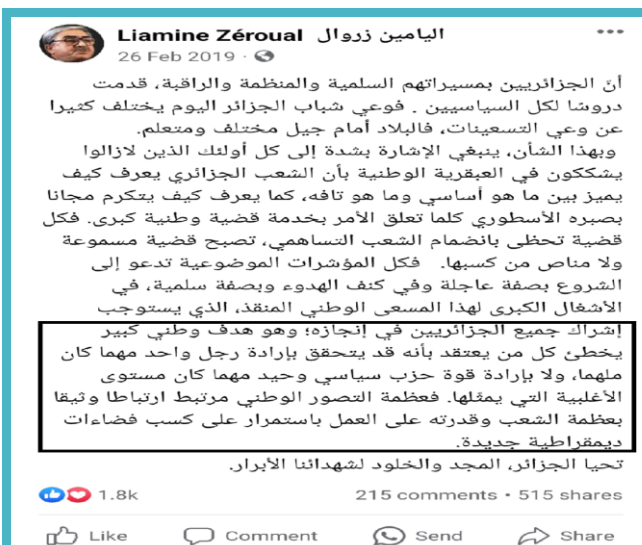 Liamine Zéroual اليامين زروال
26 Feb 2019 ·
أنّ الجزائريين بمسيراتهم السلمية والمنظمة والراقية، قدمت
دروسًا لكل السياسيين . فوعي شباب الجزائر اليوم يختلف كثيرا
عن وعي التسعينات، فالبلاد أمام جيل مختلف ومتعلم.
وبهذا الشأن، ينبغي الإشارة بشدة إلى كل أولئك الذين لازالوا
يشككون في العبقرية الوطنية بأن الشعب الجزائري يعرف كيف
يميز بين ما هو أساسي وما هو تافه، كما يعرف كيف يتكرم مجانا
بصبره الأسطوري كلما تعلق الأمر بخدمة قضية وطنية كبرى. فكل
قضية تحظى بانضمام الشعب التساهمي، تصبح قضية مسموعة
ولا مناص من كسبها. فكل المؤشرات الموضوعية تدعو إلى
الشروع بصفة عاجلة وفي كنف الهدوء وبصفة سلمية، في
الأشغال الكبرى لهذا المسعى الوطني المنقذ، الذي يستوجب
إشراك جميع الجزائريين في إنجازه؛ وهو هدف وطني كبير
يخطئ كل من يعتقد بأنه قد يتحقق بإرادة رجل واحد مهما كان
ملهما، ولا بإرادة قوة حزب سياسي وحيد مهما كان مستوى
الأغلبية التي يمثلها. فعظمة التصور الوطني مرتبط ارتباطا وثيقا
بعظمة الشعب وقدرته على العمل باستمرار على كسب فضاءات
ديمقراطية جديدة.
تحيا الجزائر، المجد والخلود لشهدائنا الأبرار.
1.8k 215 comments • 515 shares
Like Comment Send Share